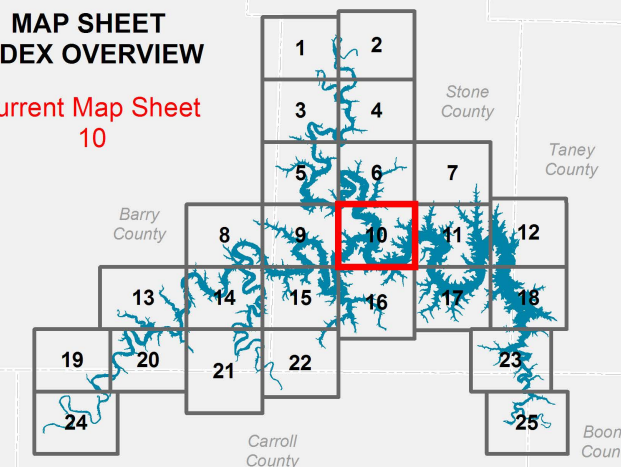 MAP SHEET
DEX OVERVIEW
urrent Map Sheet
10
1
2
3
4
Stone
County
5
6
7
Taney
County
Barry
County
8
9
10
11
12
13
14
15
16
17
18
19
20
21
22
23
24
25
Carroll
County
Boon
Coun